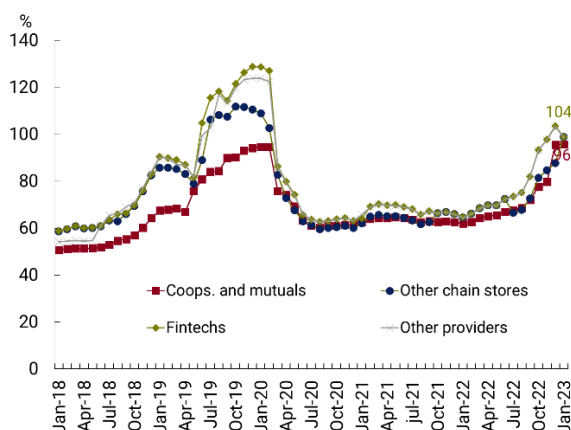 %
140
120
100
80
60
40
20
0
104
96
Coops. and mutuals
Other chain stores
Fintechs
Other providers
Jan-18
Apr-18
Jul-18
Oct-18
Jan-19
Apr-19
Jul-19
Oct-19
Jan-20
Apr-20
Jul-20
Oct-20
Jan-21
Apr-21
jul-21
Oct-21
Jan-22
Apr-22
Jul-22
Oct-22
Jan-23